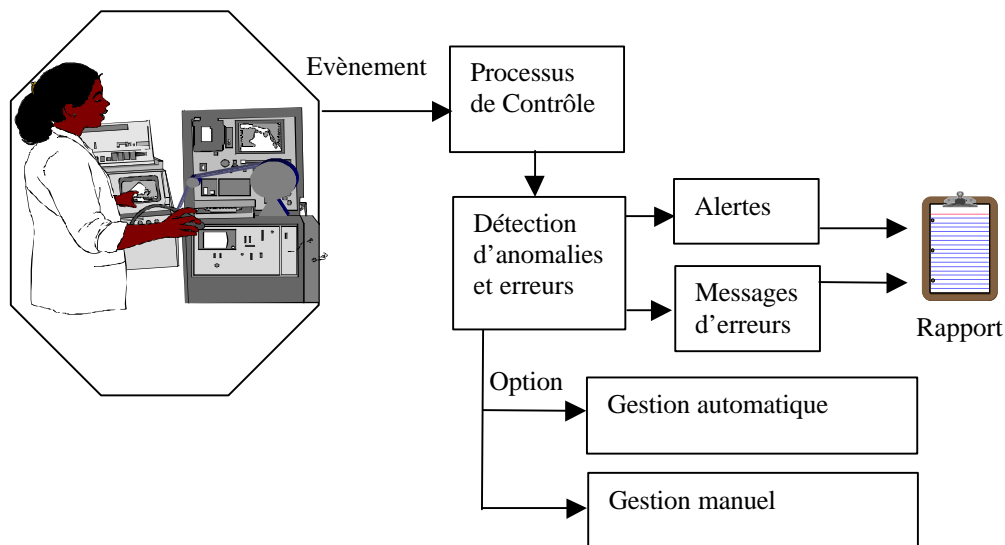 Evènement
Processus
de Contrôle
Détection
d’anomalies
et erreurs
Alertes
Messages
d’erreurs
Rapport
Option
Gestion automatique
Gestion manuel